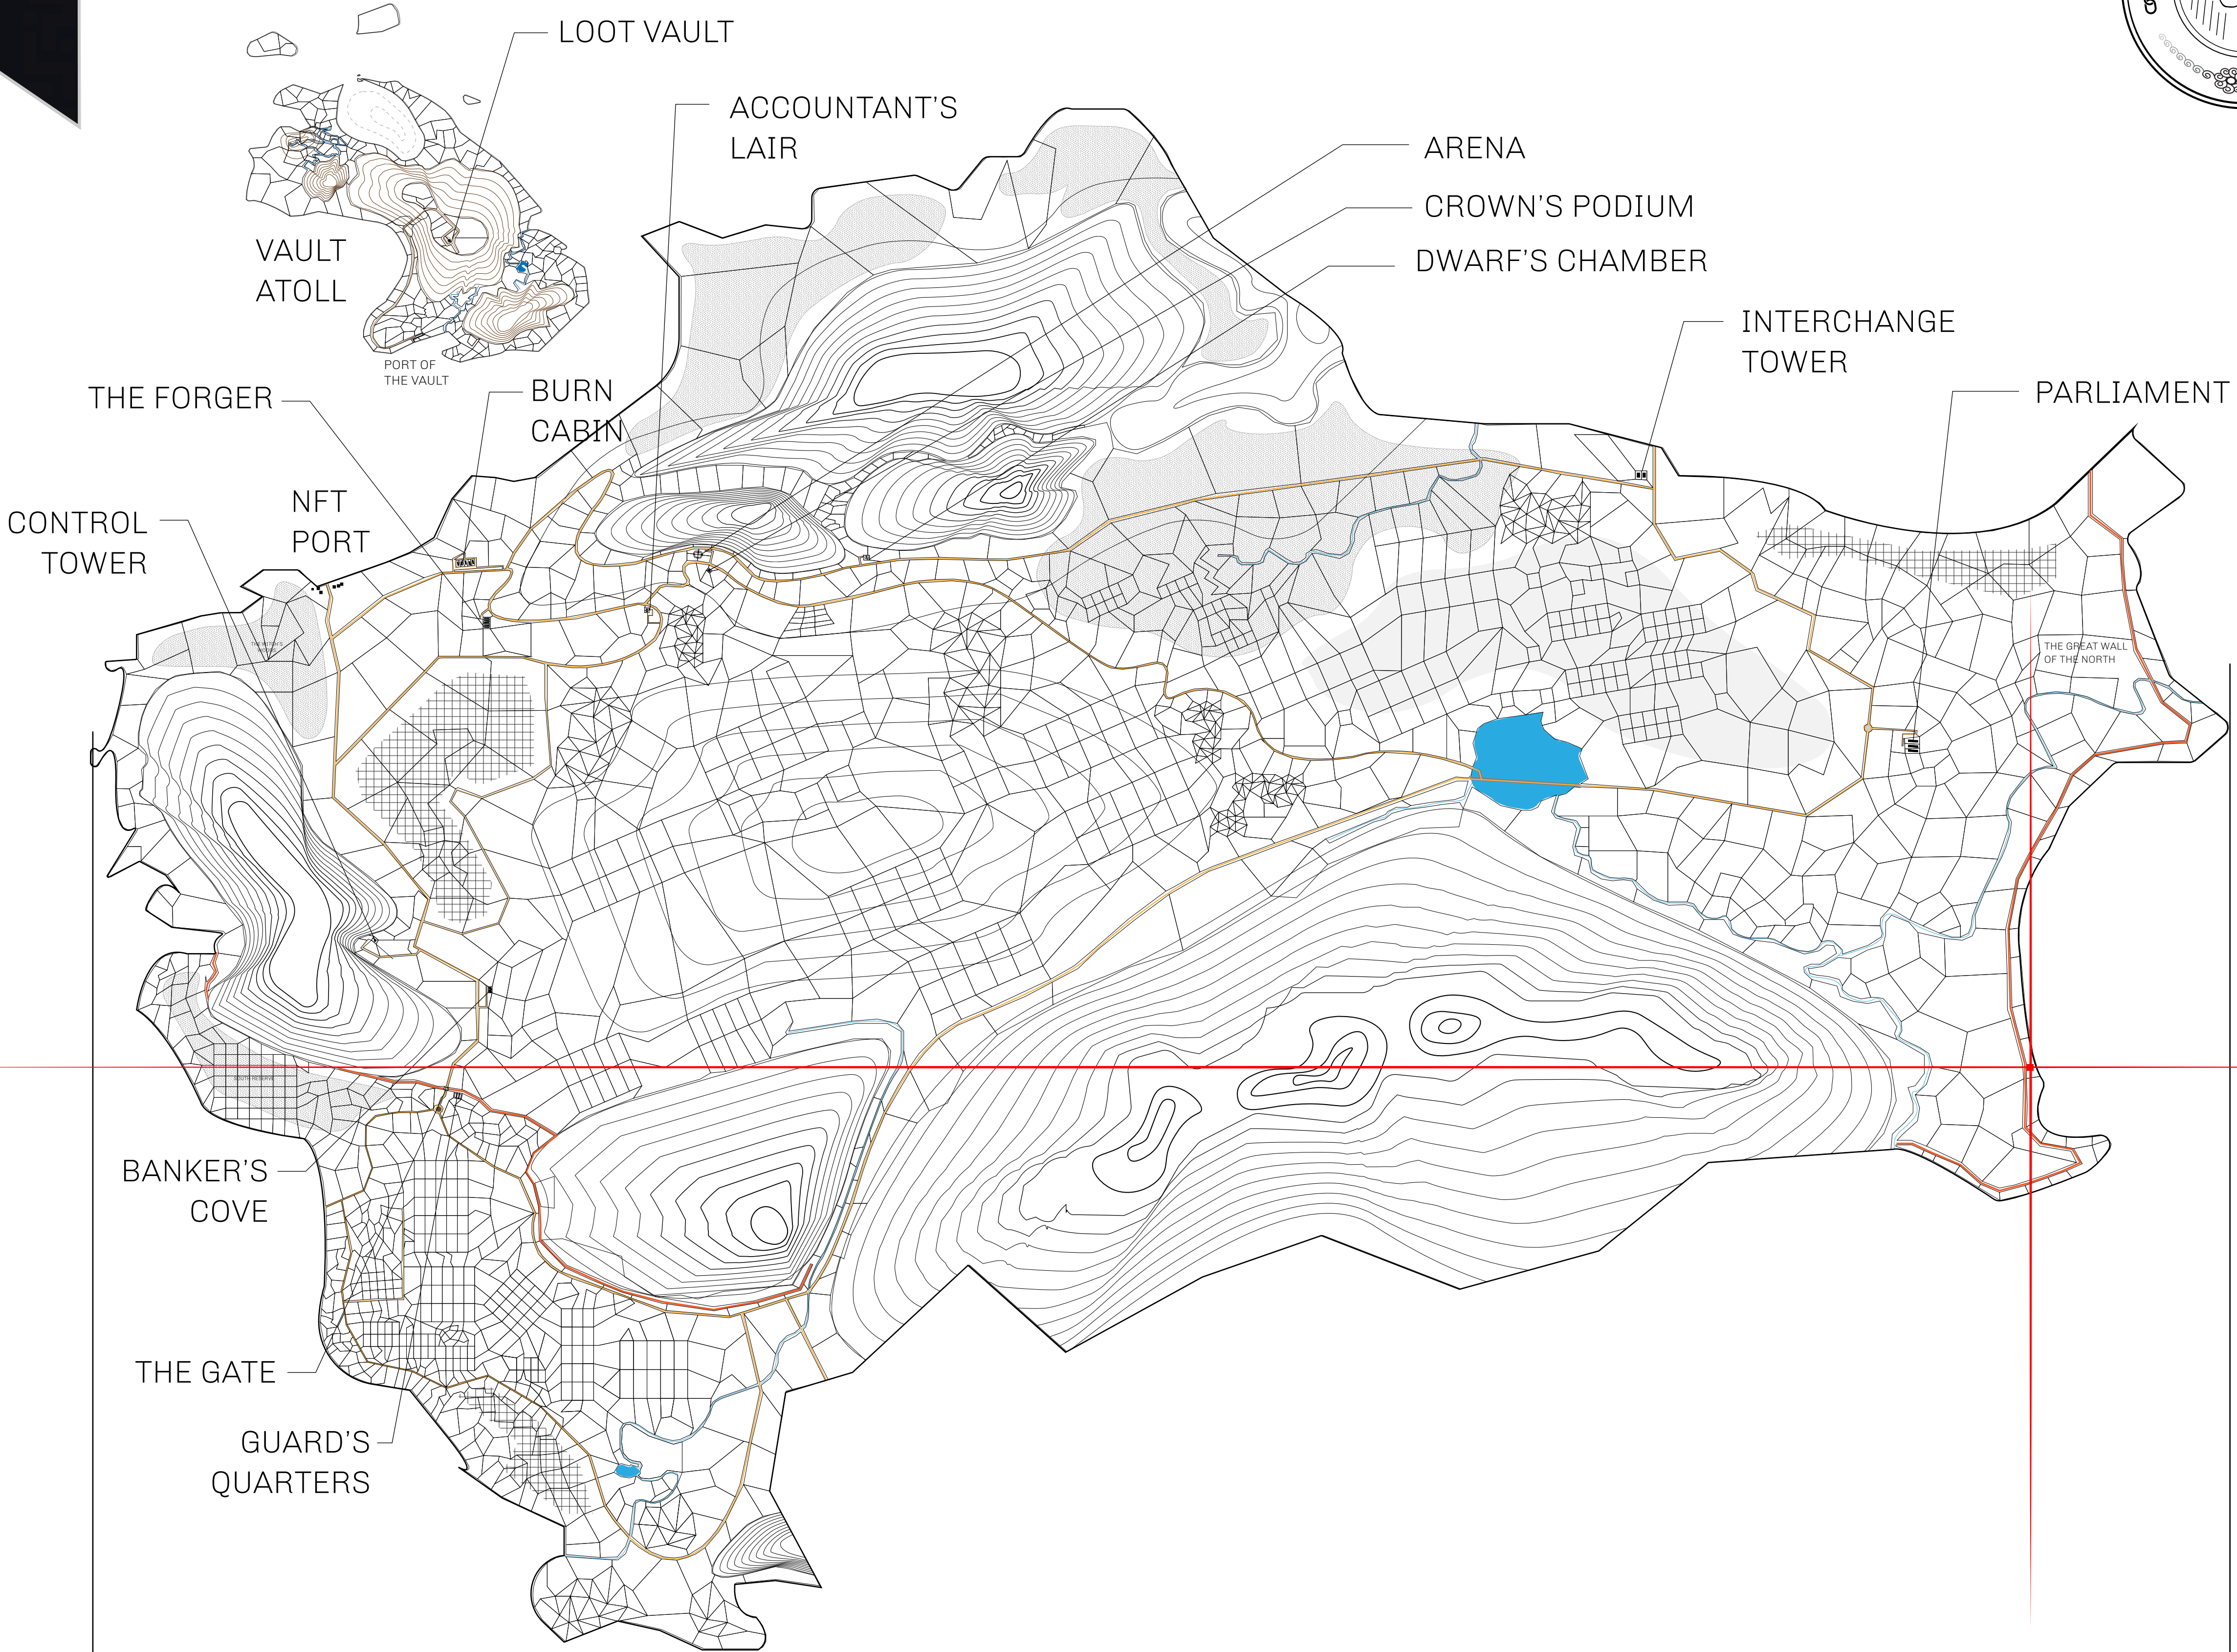 LOOT VAULT
ACCOUNTANT'S
LAIR
ARENA
CROWN'S PODIUM
DWARF'S CHAMBER
VAULT
ATOLL
INTERCHANGE
TOWER
PORT OF
THE VAULT
THE FORGER
BURN
CABIN
PARLIAMENT
NFT
PORT
CONTROL
TOWER
THE GREAT WALL
OF THE NORTH
SOUTH RESERVE
BANKER'S
COVE
THE GATE
GUARD'S
QUARTERS